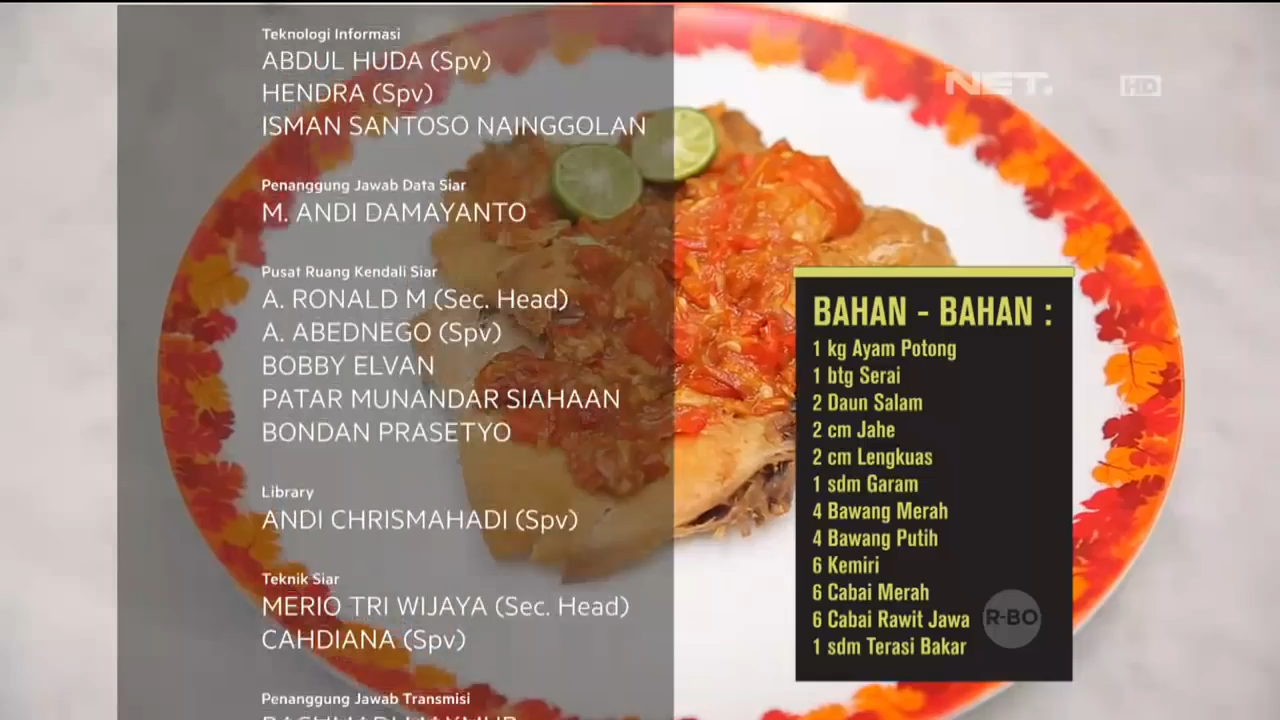 Teknologi Informasi
ABDUL HUDA (Spv)
HENDRA (Spv)
ISMAN SANTOSO NAINGGOLAN
Penanggung Jawab Data Siar
M. ANDI DAMAYANTO
Pusat Ruang Kendali Siar
A. RONALD M (Sec. Head)
A. ABEDNEGO (Spv)
BOBBY ELVAN
PATAR MUNANDAR SIAHAAN
BONDAN PRASETYO
Library
ANDI CHRISMAHADI (Spv)
Teknik Siar
MERIO TRI WIJAYA (Sec. Head)
CAHDIANA (Spv)
Penanggung Jawab Transmisi
NET.
HD
BAHAN - BAHAN :
1 kg Ayam Potong
1 btg Serai
2 Daun Salam
2 cm Jahe
2 cm Lengkuas
1 sdm Garam
4 Bawang Merah
4 Bawang Putih
6 Kemiri
6 Cabai Merah
6 Cabai Rawit Jawa
1 sdm Terasi Bakar
R-BO